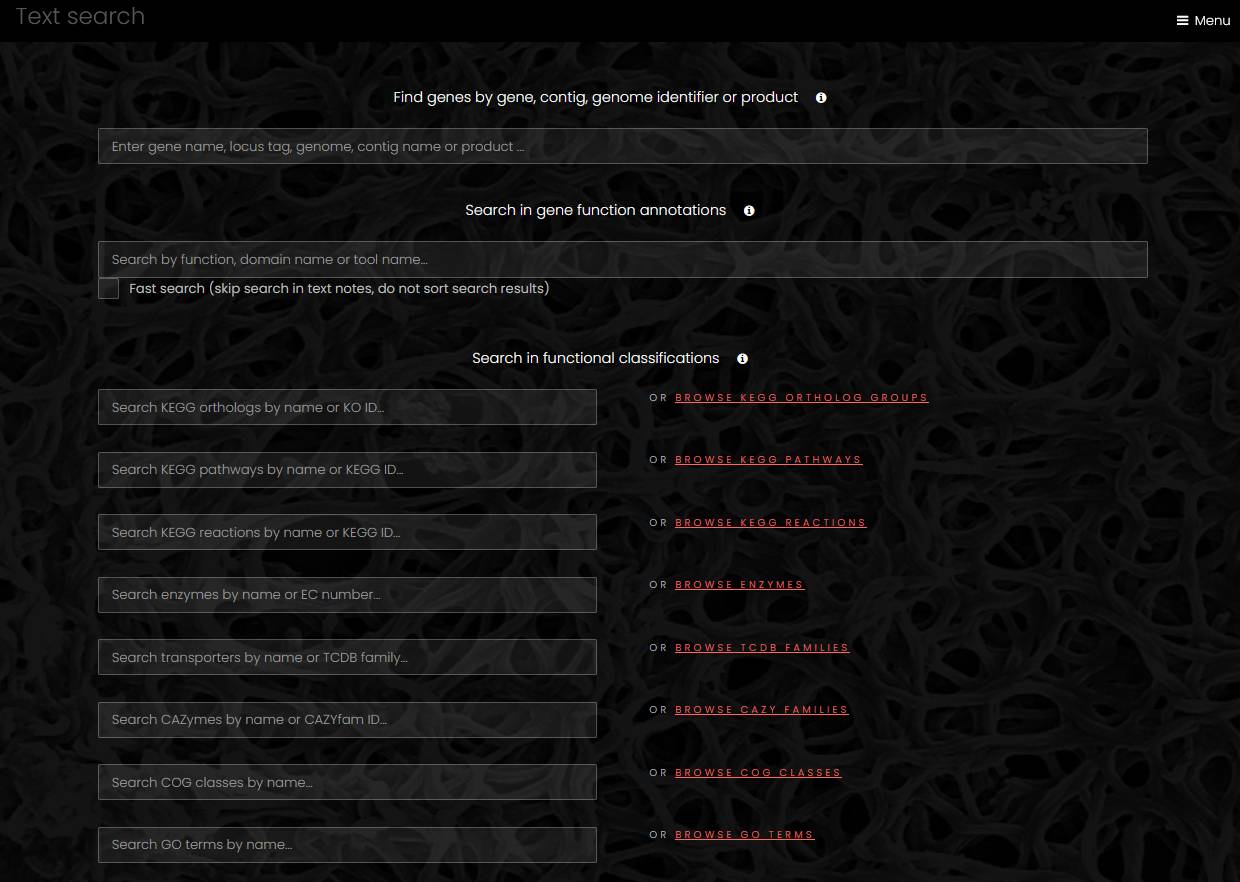 Text search
Menu
Find genes by gene, contig, genome identifier or product
Enter gene name, locus tag, genome, contig name or product ...
Search in gene function annotations
Search by function, domain name or tool name...
Fast search (skip search in text notes, do not sort search results)
Search in functional classifications
Search KEGG orthologs by name or KO ID...
OR BROWSE KEGG ORTHOLOG GROUPS
Search KEGG pathways by name or KEGG ID...
OR BROWSE KEGG PATHWAYS
Search KEGG reactions by name or KEGG ID...
OR BROWSE KEGG REACTIONS
Search enzymes by name or EC number...
OR BROWSE ENZYMES
Search transporters by name or TCDB family...
OR BROWSE TCDB FAMILIES
Search CAZymes by name or CAZYfam ID...
OR BROWSE CAZY FAMILIES
Search COG classes by name...
OR BROWSE COG CLASSES
Search GO terms by name...
OR BROWSE GO TERMS